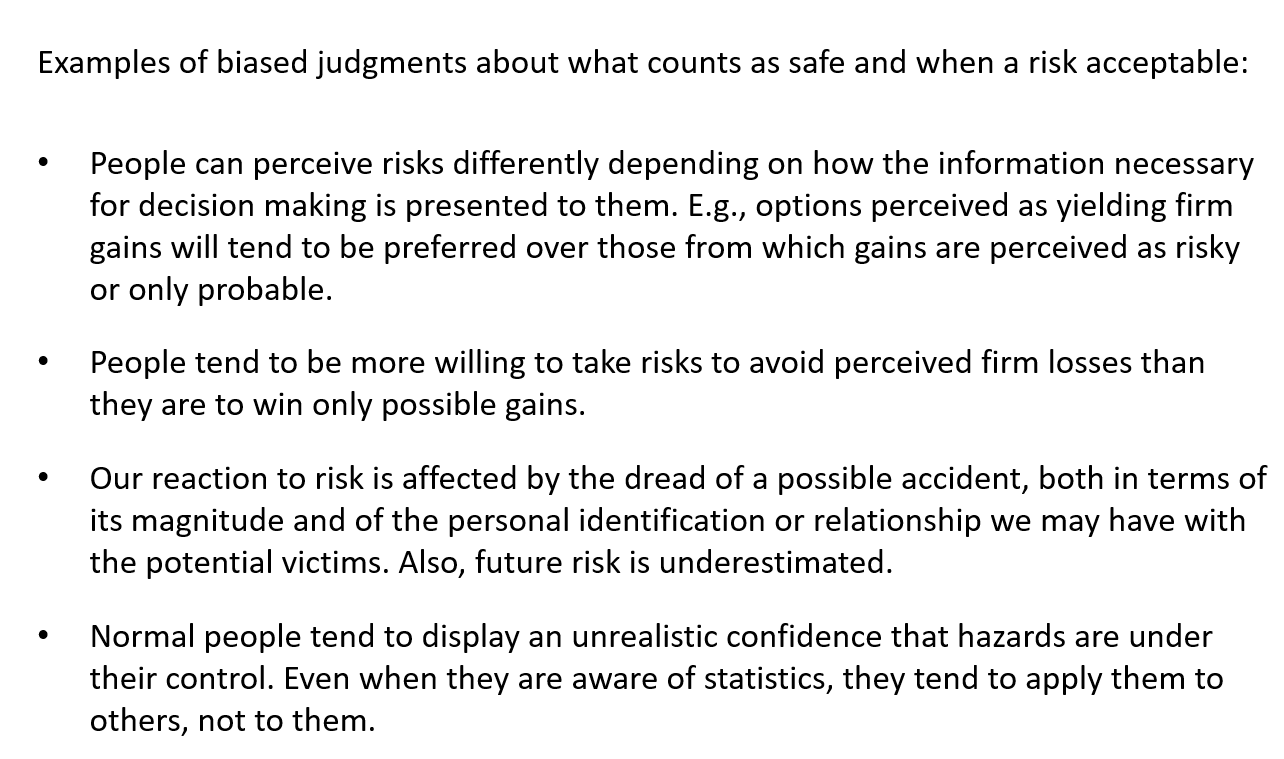 Examples of biased judgments about what counts as safe and when a risk acceptable:
• People can perceive risks differently depending on how the information necessary
for decision making is presented to them. E.g., options perceived as yielding firm
gains will tend to be preferred over those from which gains are perceived as risky
or only probable.
• People tend to be more willing to take risks to avoid perceived firm losses than
they are to win only possible gains.
• Our reaction to risk is affected by the dread of a possible accident, both in terms of
its magnitude and of the personal identification or relationship we may have with
the potential victims. Also, future risk is underestimated.
• Normal people tend to display an unrealistic confidence that hazards are under
their control. Even when they are aware of statistics, they tend to apply them to
others, not to them.